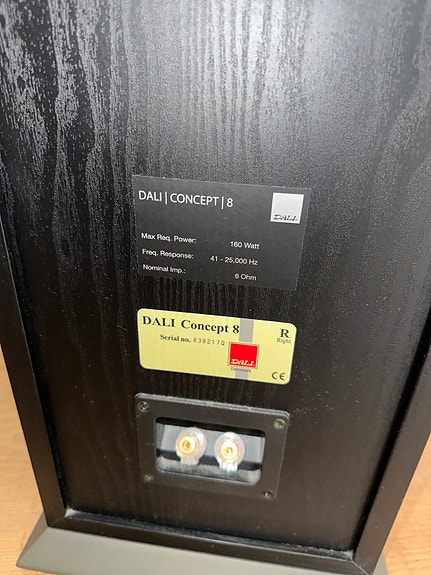 DALI | CONCEPT | 8
DALI
Max Req. Power: 160 Watt
Freq. Response: 41 - 25,000 Hz
Nominal Imp.: 6 Ohm
DALI Concept 8 R
Right
Serial no. 8382170
DALI
Denmark
CE